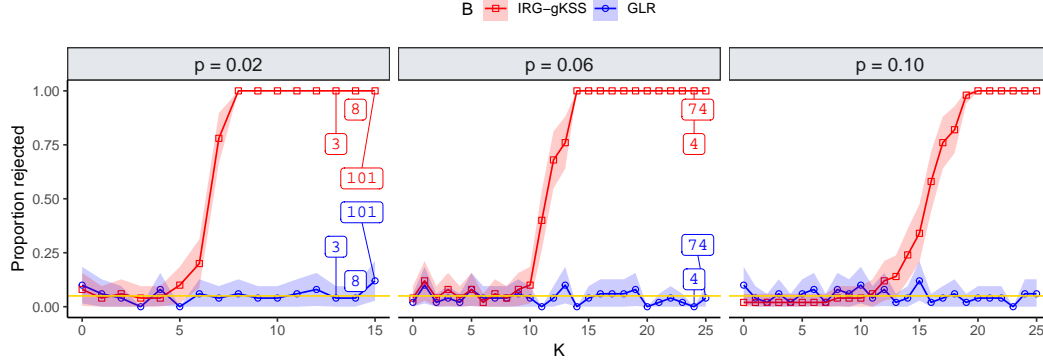 B IRG−gKSS GLR
p = 0.02 p = 0.06 p = 0.10
1.00
8 74
0.75
3 4
101
Proportion rejected
0.50
101
3 74
0.25
8 4
0.00
0 5 10 15 0 5 10 15 20 25 0 5 10 15 20 25
K